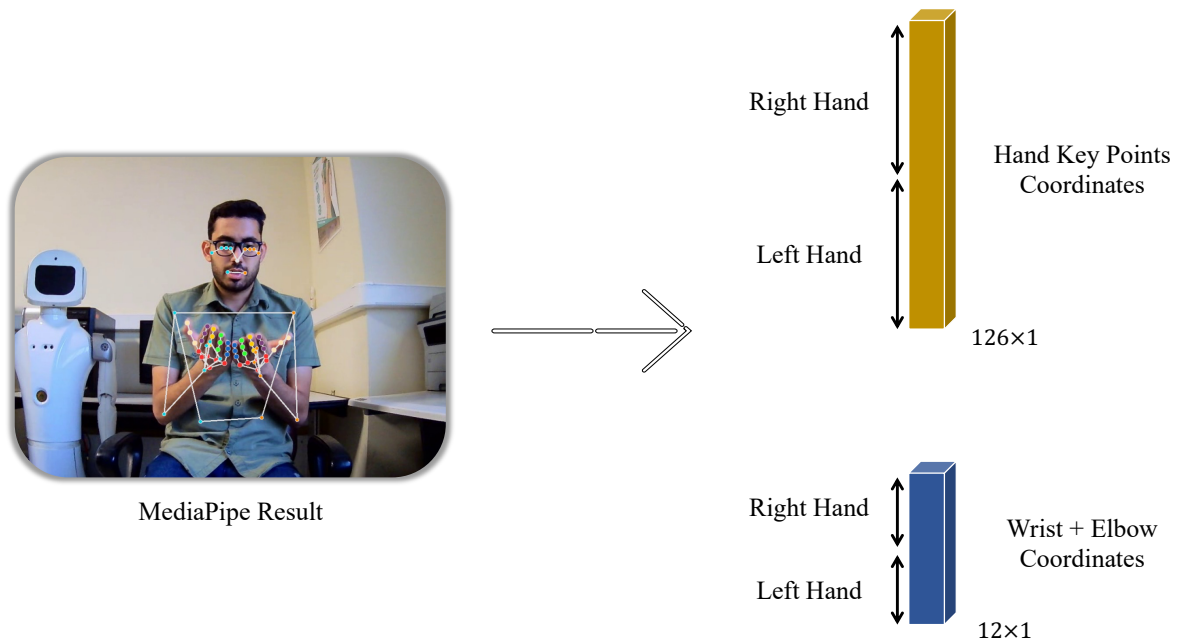 Right Hand
Left Hand
Hand Key Points
Coordinates
126×1
MediaPipe Result
Right Hand
Left Hand
Wrist + Elbow
Coordinates
12×1